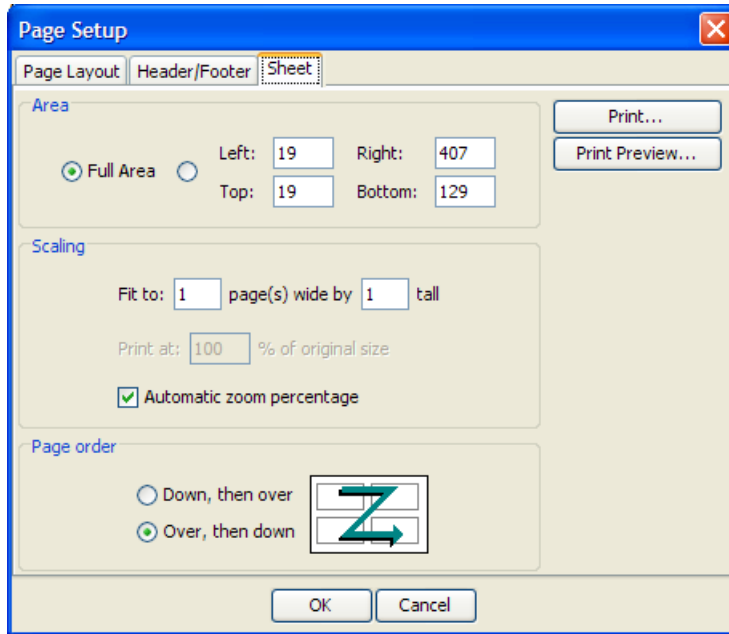 Page Setup
Page Layout Header/Footer Sheet
Area
Full Area
Left: 19 Right: 407
Top: 19 Bottom: 129
Print...
Print Preview...
Scaling
Fit to: 1 page(s) wide by 1 tall
Print at: 100 % of original size
Automatic zoom percentage
Page order
Down, then over
Over, then down
OK Cancel